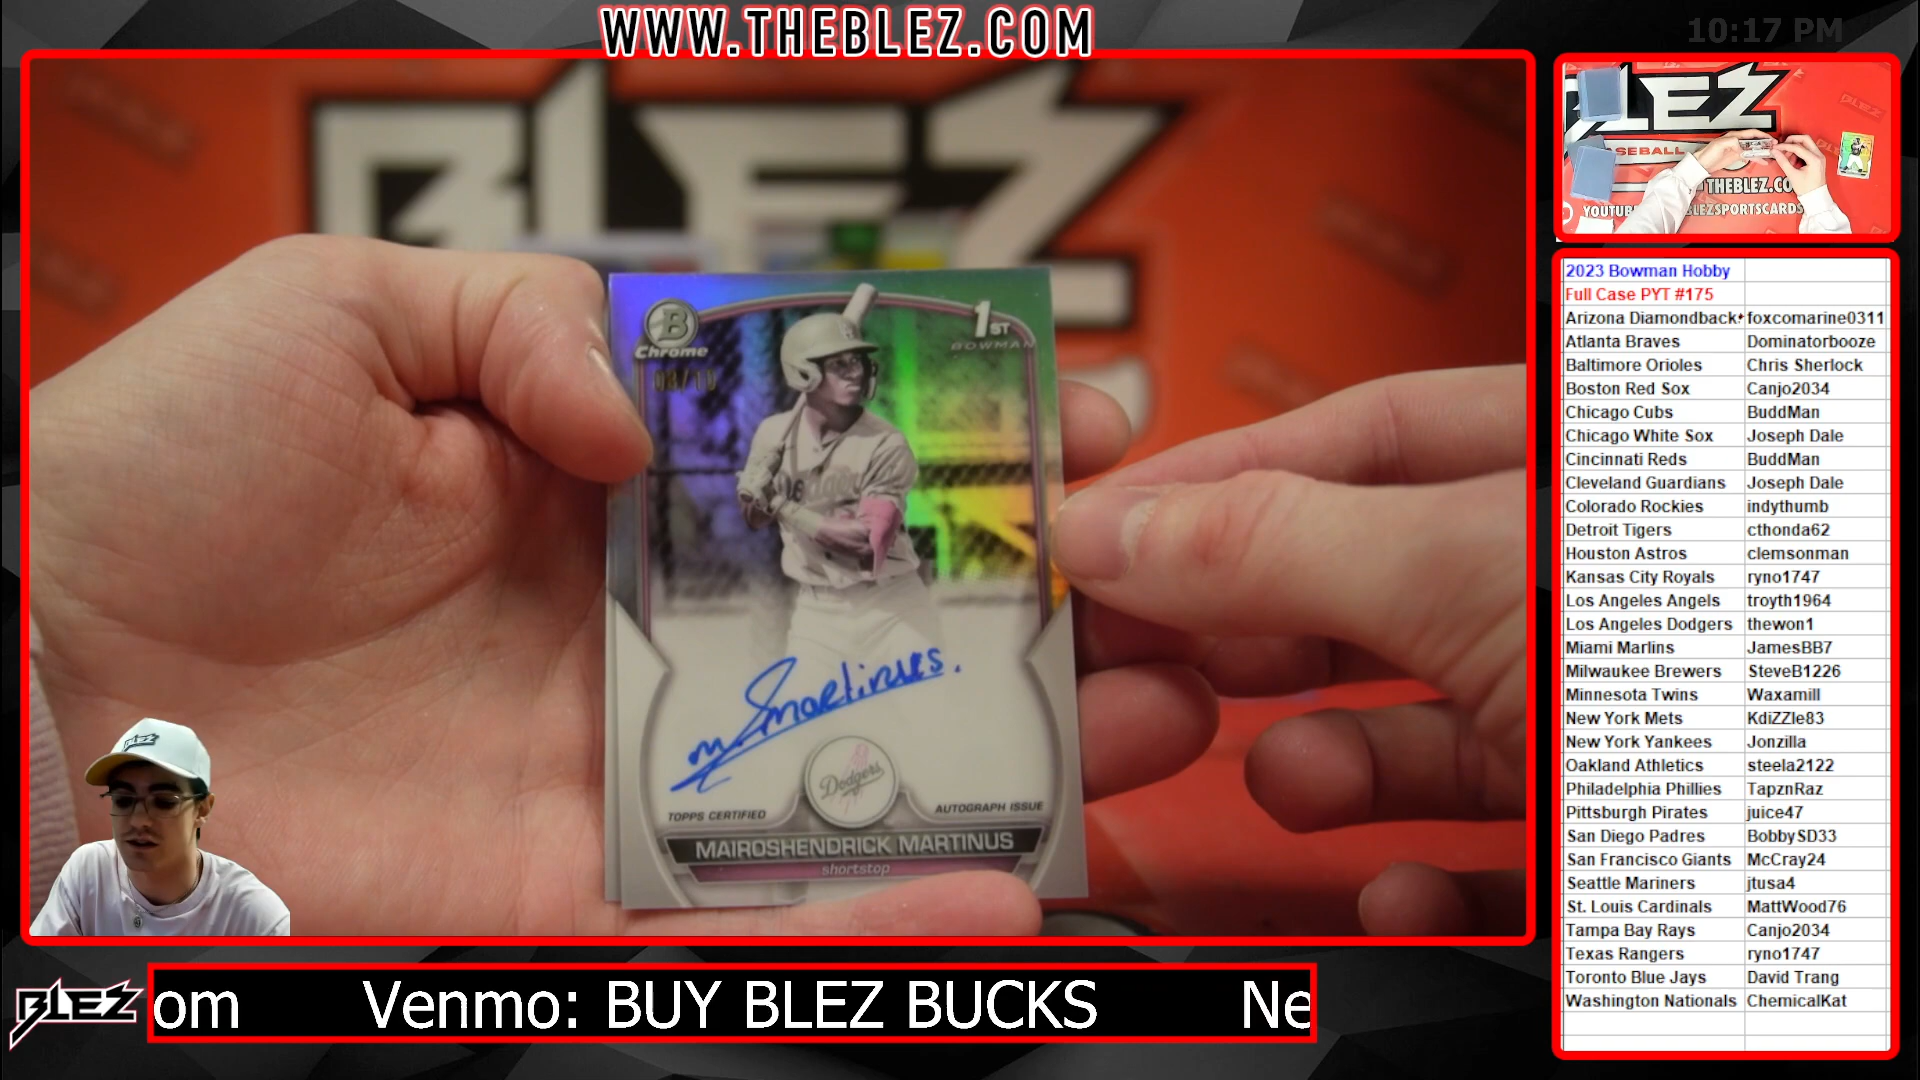 WWW.THEBLEZ.COM
10:17 PM
BLEZ
B
Chrome
1ST
BOWMAN
Dodgers
TOPPS CERTIFIED
AUTOGRAPH ISSUE
MAIROSHENDRICK MARTINUS
shortstop
LEZ
SEBALL
THEBLEZ.CO
YOUTUB
LEZSPORTSCARDS
2023 Bowman Hobby
Full Case PYT #175
Arizona Diamondback foxcomarine0311
Atlanta Braves Dominatorbooze
Baltimore Orioles Chris Sherlock
Boston Red Sox Canjo2034
Chicago Cubs BuddMan
Chicago White Sox Joseph Dale
Cincinnati Reds BuddMan
Cleveland Guardians Joseph Dale
Colorado Rockies indythumb
Detroit Tigers cthonda62
Houston Astros clemsonman
Kansas City Royals ryno1747
Los Angeles Angels troyth1964
Los Angeles Dodgers thewon1
Miami Marlins JamesBB7
Milwaukee Brewers SteveB1226
Minnesota Twins Waxamill
New York Mets KdiZZle83
New York Yankees Jonzilla
Oakland Athletics steela2122
Philadelphia Phillies TapznRaz
Pittsburgh Pirates juice47
San Diego Padres BobbySD33
San Francisco Giants McCray24
Seattle Mariners jtusa4
St. Louis Cardinals MattWood76
Tampa Bay Rays Canjo2034
Texas Rangers ryno1747
Toronto Blue Jays David Trang
Washington Nationals ChemicalKat
BLEZ
om Venmo: BUY BLEZ BUCKS Ne